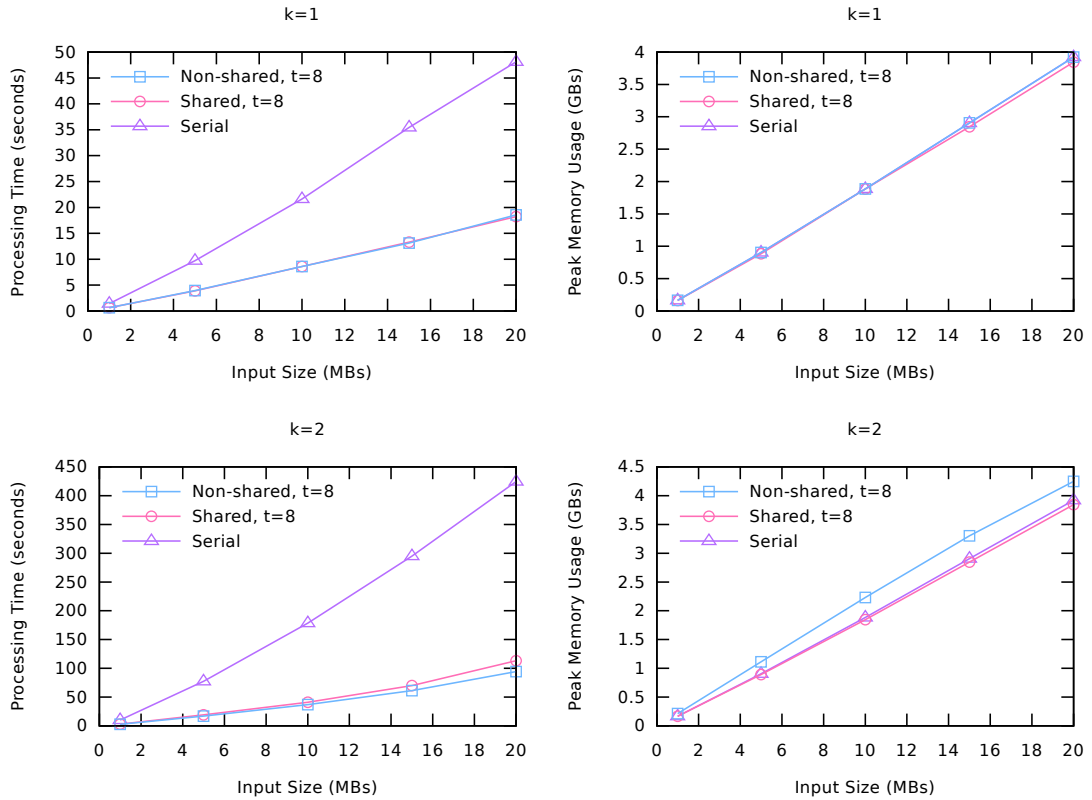 k=1
Processing Time (seconds)
50
45
40
35
30
25
20
15
10
5
0
Non-shared, t=8
Shared, t=8
Serial
0 2 4 6 8 10 12 14 16 18 20
Input Size (MBs)
k=1
Peak Memory Usage (GBs)
4
3.5
3
2.5
2
1.5
1
0.5
0
Non-shared, t=8
Shared, t=8
Serial
0 2 4 6 8 10 12 14 16 18 20
Input Size (MBs)
k=2
Processing Time (seconds)
450
400
350
300
250
200
150
100
50
0
Non-shared, t=8
Shared, t=8
Serial
0 2 4 6 8 10 12 14 16 18 20
Input Size (MBs)
k=2
Peak Memory Usage (GBs)
4.5
4
3.5
3
2.5
2
1.5
1
0.5
0
Non-shared, t=8
Shared, t=8
Serial
0 2 4 6 8 10 12 14 16 18 20
Input Size (MBs)